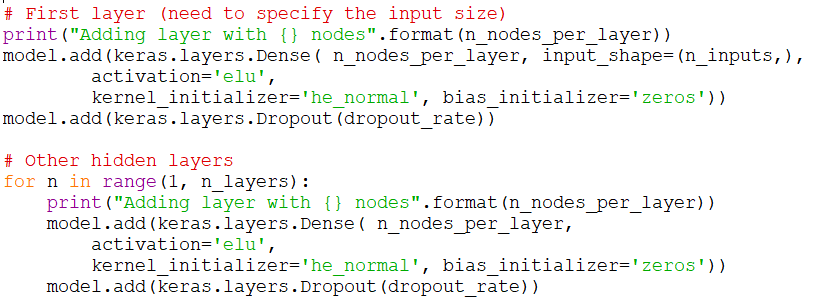 # First layer (need to specify the input size)
print("Adding layer with {} nodes".format(n_nodes_per_layer))
model.add(keras.layers.Dense( n_nodes_per_layer, input_shape=(n_inputs,),
        activation='elu',
        kernel_initializer='he_normal', bias_initializer='zeros'))
model.add(keras.layers.Dropout(dropout_rate))

# Other hidden layers
for n in range(1, n_layers):
    print("Adding layer with {} nodes".format(n_nodes_per_layer))
    model.add(keras.layers.Dense( n_nodes_per_layer,
        activation='elu',
        kernel_initializer='he_normal', bias_initializer='zeros'))
    model.add(keras.layers.Dropout(dropout_rate))